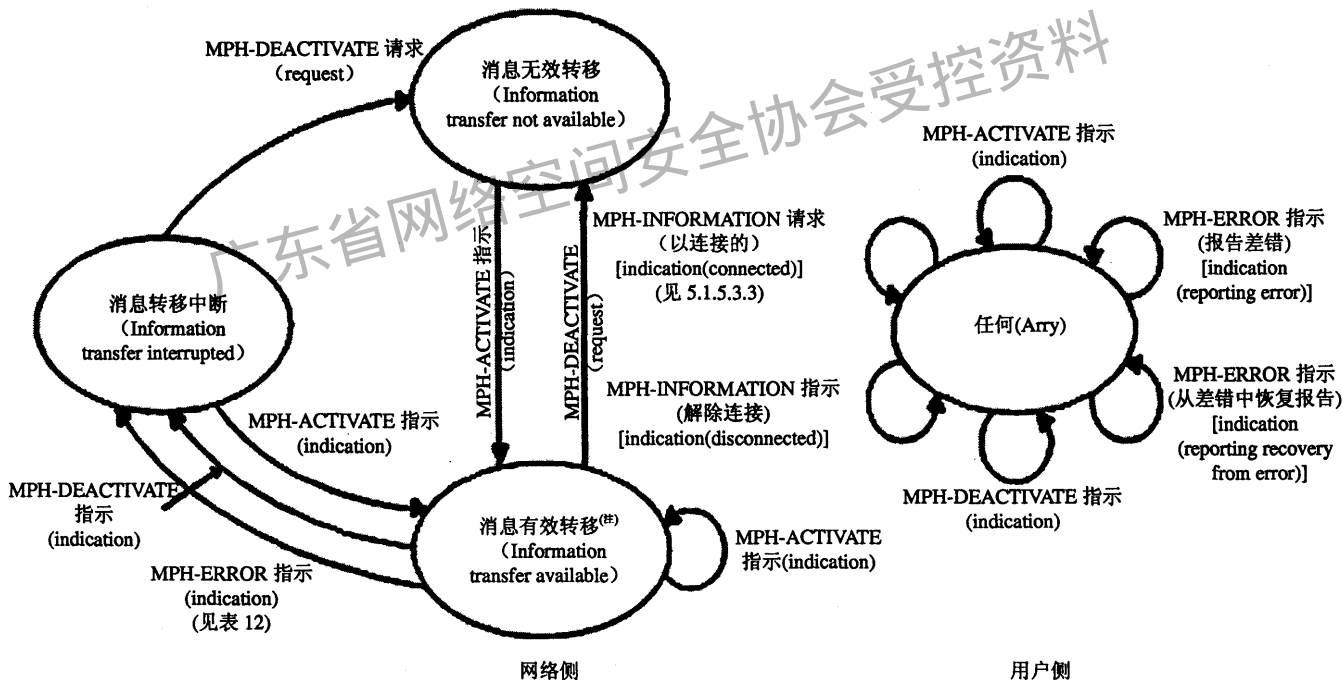 MPH-DEACTIVATE 请求
（request）
消息无效转移
（Information
transfer not available）
广东省网络空间安全协会受控资料
消息转移中断
（Information
transfer interrupted）
MPH-ACTIVATE 指示
（indication）
MPH-DEACTIVATE
（request）
MPH-INFORMATION 请求
（以连接的）
[indication(connected)]
(见 5.1.5.3.3)
MPH-INFORMATION 指示
(解除连接)
[indication(disconnected)]
MPH-ACTIVATE 指示
(indication)
MPH-DEACTIVATE
指示
(indication)
MPH-ERROR 指示
(indication)
(见表 12)
消息有效转移(注)
（Information
transfer available）
MPH-ACTIVATE
指示(indication)
网络侧
MPH-ACTIVATE 指示
(indication)
MPH-ERROR 指示
(报告差错)
[indication
(reporting error)]
任何(Arry)
MPH-ERROR 指示
(从差错中恢复报告)
[indication
(reporting recovery
from error)]
MPH-DEACTIVATE 指示
(indication)
用户侧